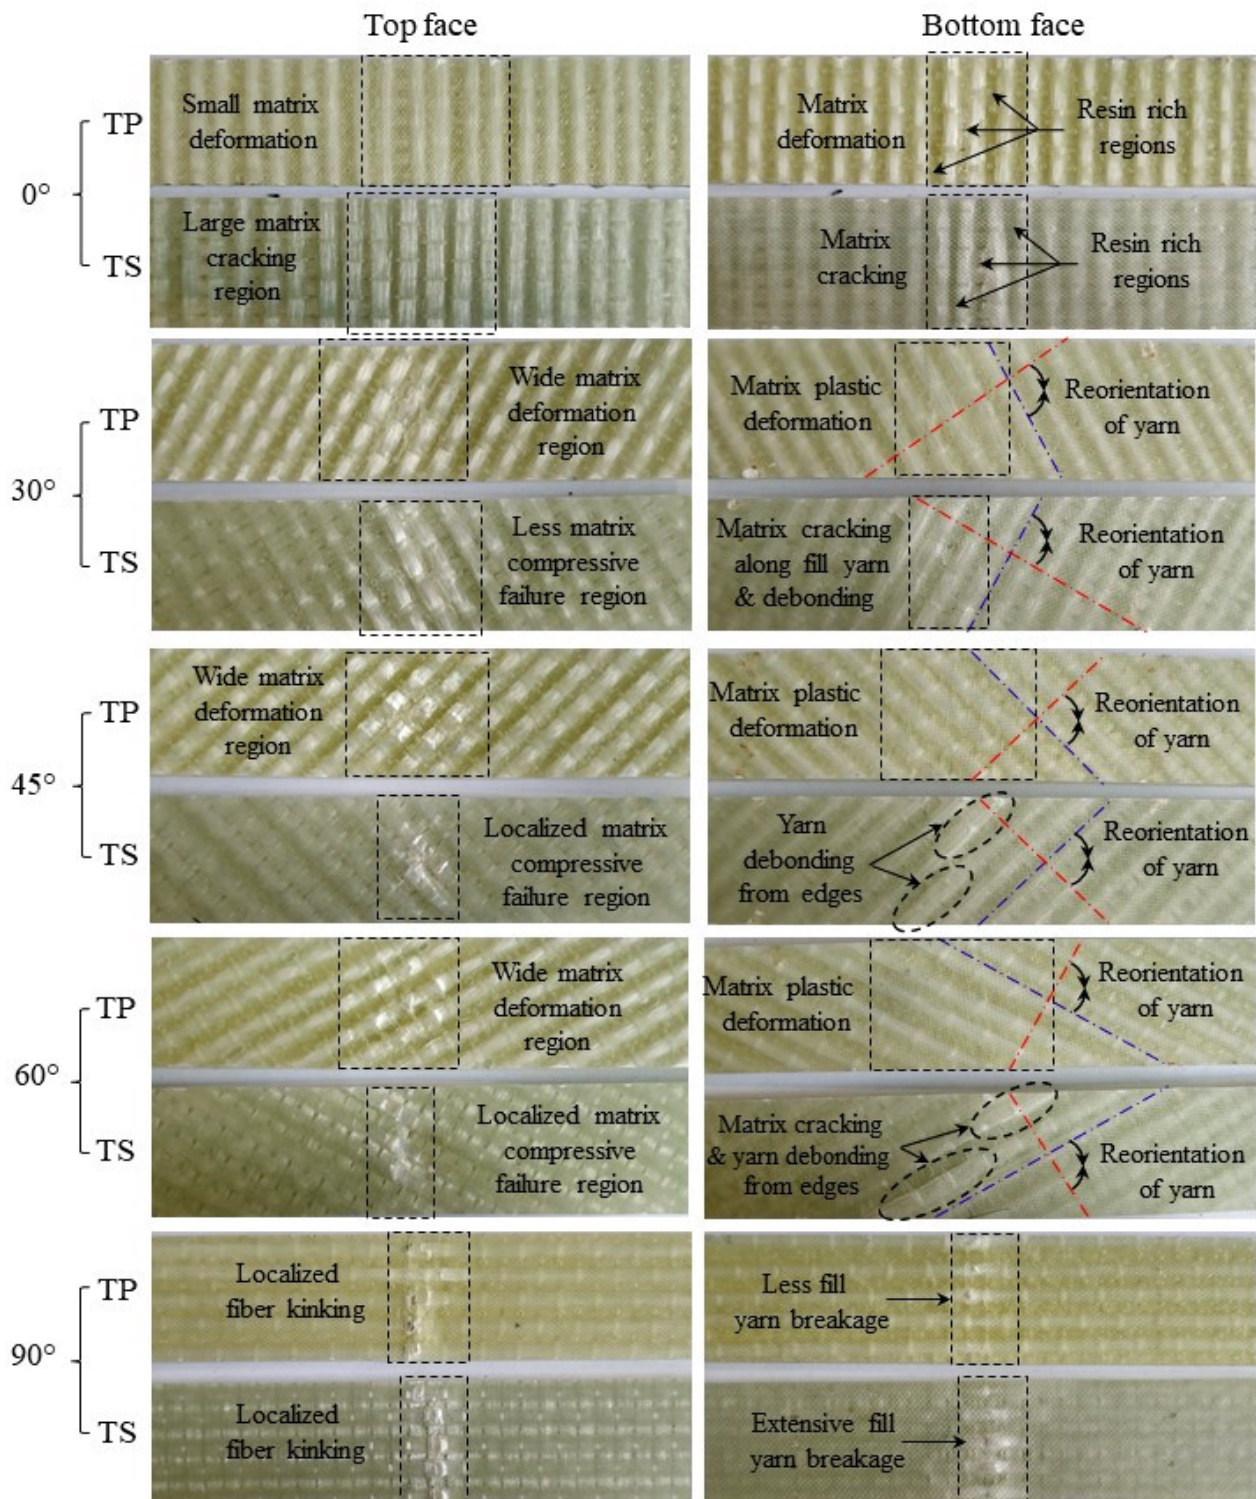 Top face
Bottom face
0°
TP
Small matrix
deformation
Matrix
deformation
Resin rich
regions
TS
Large matrix
cracking
region
Matrix
cracking
Resin rich
regions
30°
TP
Wide matrix
deformation
region
Matrix plastic
deformation
Reorientation
of yarn
TS
Less matrix
compressive
failure region
Matrix cracking
along fill yarn
& debonding
Reorientation
of yarn
45°
TP
Wide matrix
deformation
region
Matrix plastic
deformation
Reorientation
of yarn
TS
Localized matrix
compressive
failure region
Yarn
debonding
from edges
Reorientation
of yarn
60°
TP
Wide matrix
deformation
region
Matrix plastic
deformation
Reorientation
of yarn
TS
Localized matrix
compressive
failure region
Matrix cracking
& yarn debonding
from edges
Reorientation
of yarn
90°
TP
Localized
fiber kinking
Less fill
yarn breakage
TS
Localized
fiber kinking
Extensive fill
yarn breakage